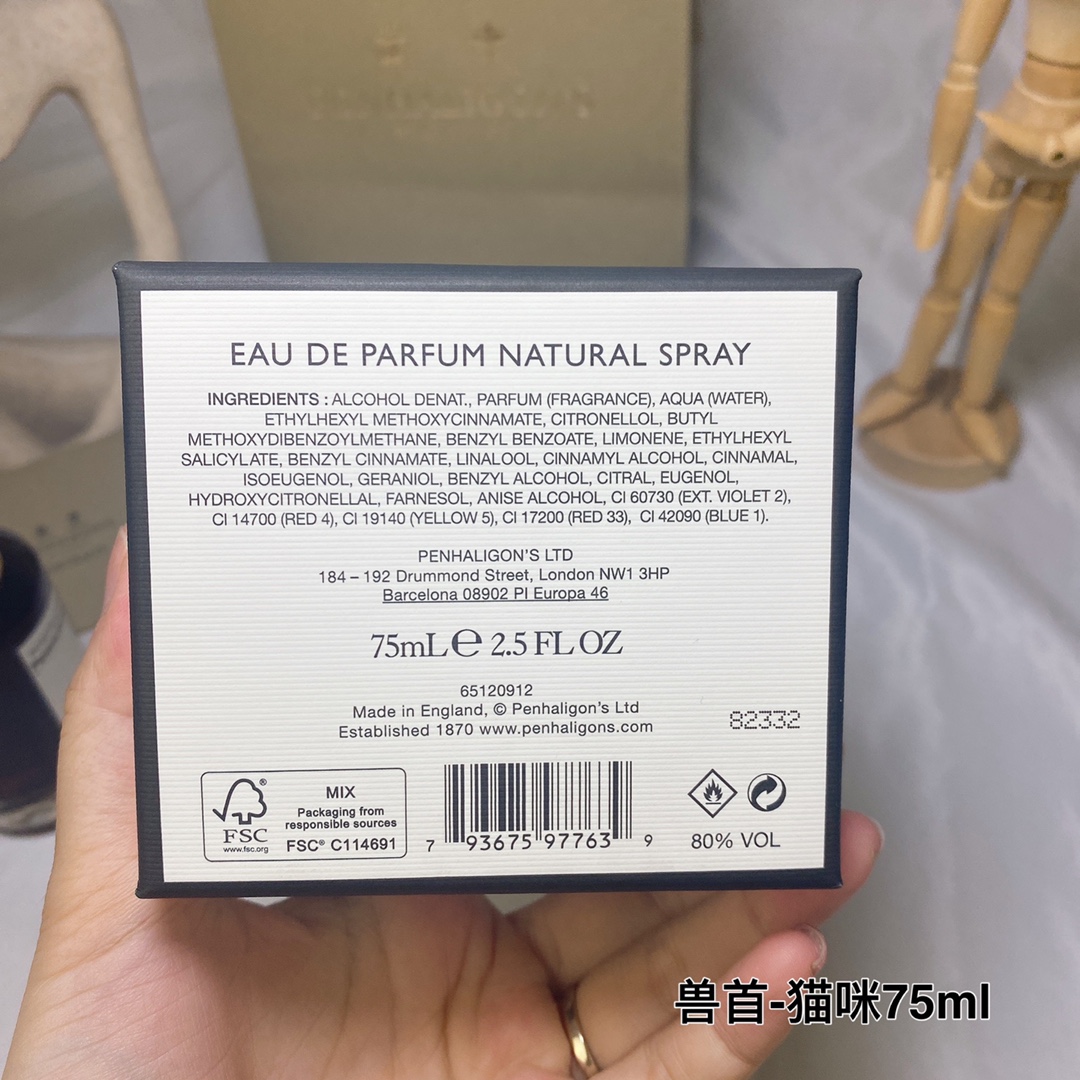 PENHALIGON'S
EAU DE PARFUM NATURAL SPRAY
INGREDIENTS : ALCOHOL DENAT., PARFUM (FRAGRANCE), AQUA (WATER),
ETHYLHEXYL METHOXYCINNAMATE, CITRONELLOL, BUTYL
METHOXYDIBENZOYLMETHANE, BENZYL BENZOATE, LIMONENE, ETHYLHEXYL
SALICYLATE, BENZYL CINNAMATE, LINALOOL, CINNAMYL ALCOHOL, CINNAMAL,
ISOEUGENOL, GERANIOL, BENZYL ALCOHOL, CITRAL, EUGENOL,
HYDROXYCITRONELLAL, FARNESOL, ANISE ALCOHOL, CI 60730 (EXT. VIOLET 2),
CI 14700 (RED 4), CI 19140 (YELLOW 5), CI 17200 (RED 33), CI 42090 (BLUE 1).
PENHALIGON'S LTD
184 – 192 Drummond Street, London NW1 3HP
Barcelona 08902 PI Europa 46
75mL ℮ 2.5 FL OZ
65120912
Made in England, © Penhaligon's Ltd
Established 1870 www.penhaligons.com
82332
MIX
Packaging from
responsible sources
FSC® C114691
FSC
www.fsc.org
7 93675 97763 9
80% VOL
兽首-猫咪75ml